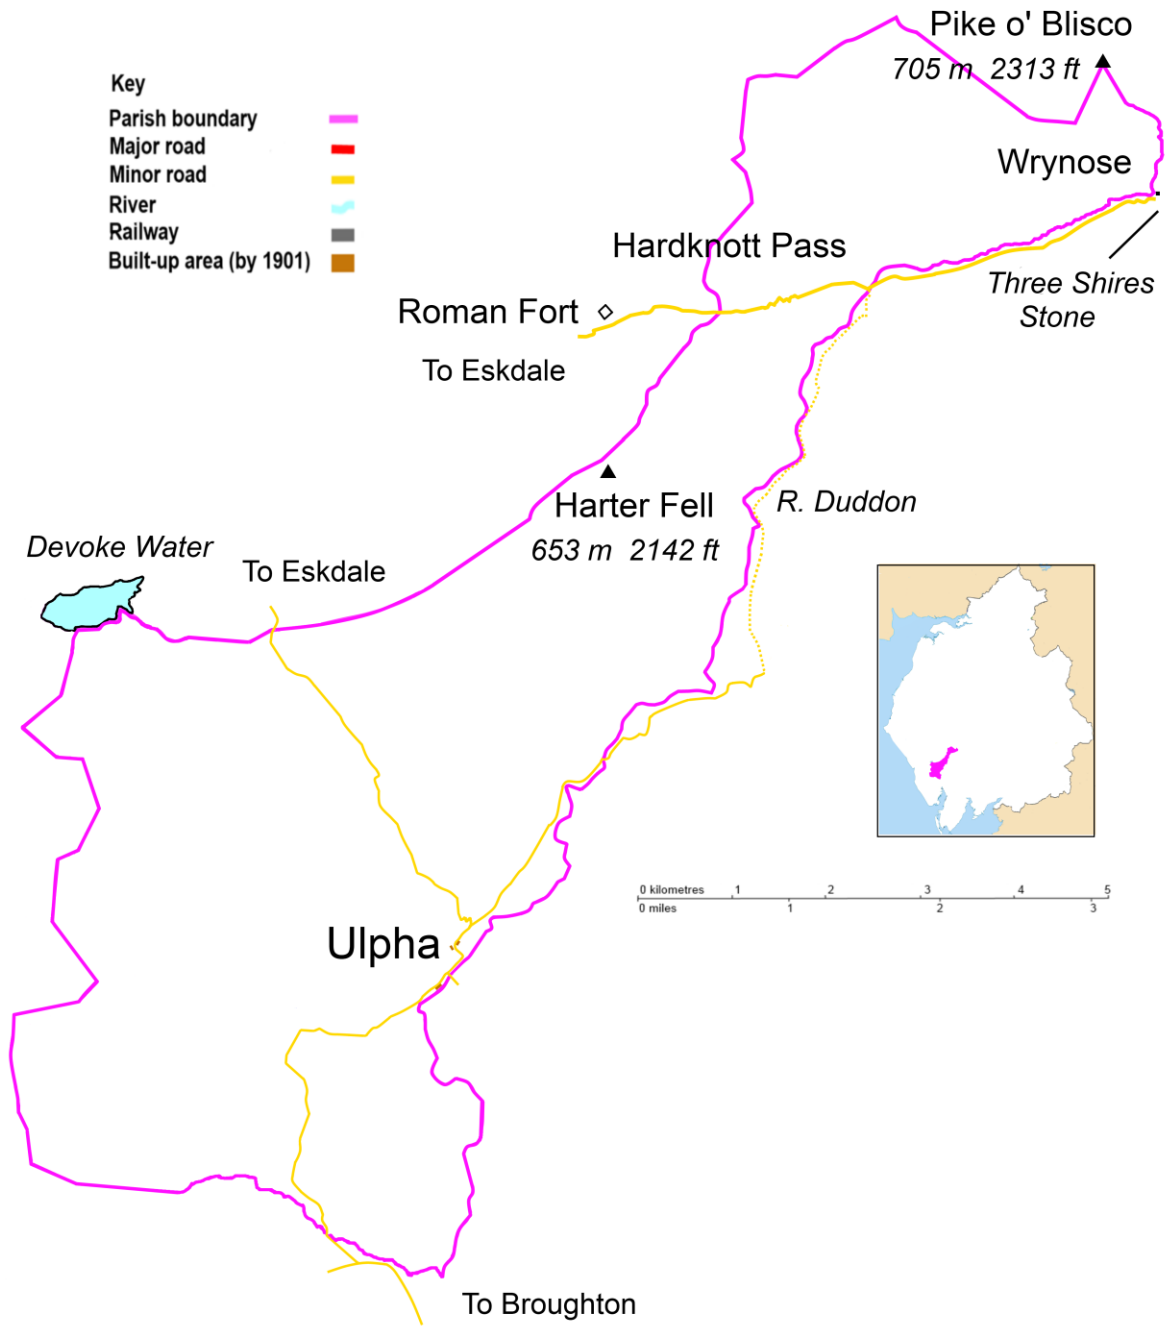 Pike o' Blisco
705 m 2313 ft
Key
Parish boundary
Major road
Minor road
River
Railway
Built-up area (by 1901)
Wrynose
Hardknott Pass
Three Shires
Stone
Roman Fort
To Eskdale
Harter Fell
653 m 2142 ft
R. Duddon
Devoke Water
To Eskdale
0 kilometres 1 2 3 4 5
0 miles 1 2 3
Ulpha
To Broughton